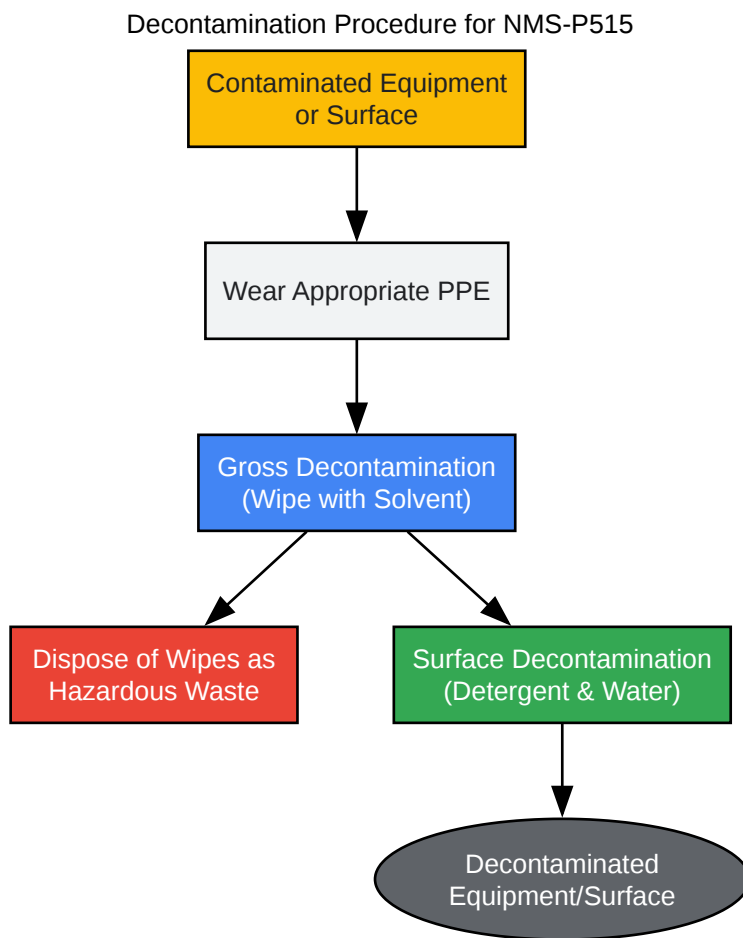 Decontamination Procedure for NMS-P515
Contaminated Equipment
or Surface
Wear Appropriate PPE
Gross Decontamination
(Wipe with Solvent)
Dispose of Wipes as
Hazardous Waste
Surface Decontamination
(Detergent & Water)
Decontaminated
Equipment/Surface